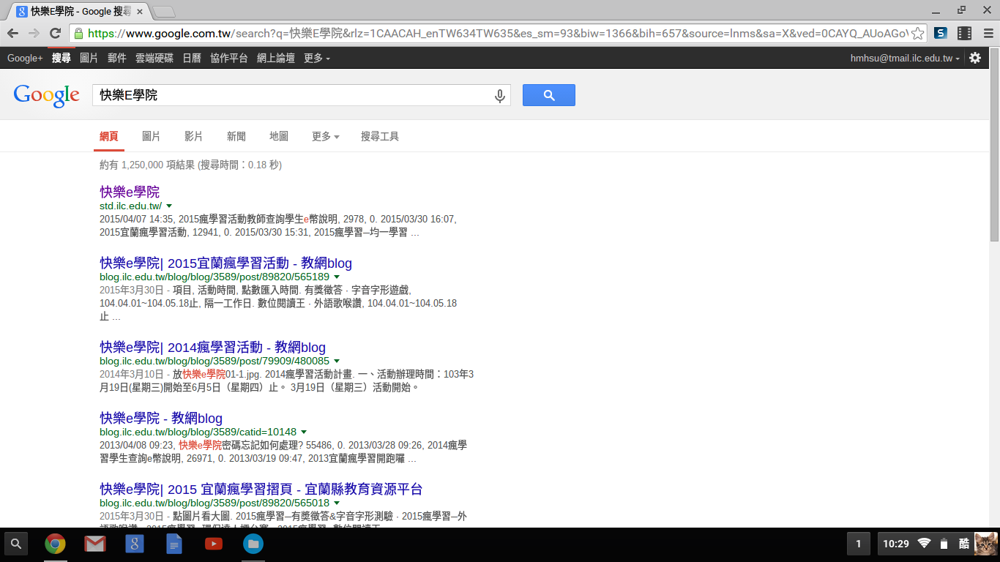 快樂E學院 - Google 搜尋
https://www.google.com.tw/search?q=快樂E學院&rlz=1CAACAH_enTW634TW635&es_sm=93&biw=1366&bih=657&source=lnms&sa=X&ved=0CAYQ_AUoAGoV
Google+ 搜尋 圖片 郵件 雲端硬碟 日曆 協作平台 網上論壇 更多 hmhsu@tmail.ilc.edu.tw
Google 快樂E學院
網頁 圖片 影片 新聞 地圖 更多 搜尋工具
約有 1,250,000 項結果 (搜尋時間：0.18 秒)
快樂e學院
std.ilc.edu.tw/
2015/04/07 14:35, 2015瘋學習活動教師查詢學生e幣說明, 2978, 0. 2015/03/30 16:07,
2015宜蘭瘋學習活動, 12941, 0. 2015/03/30 15:31, 2015瘋學習─均一學習 ...
快樂e學院| 2015宜蘭瘋學習活動 - 教網blog
blog.ilc.edu.tw/blog/blog/3589/post/89820/565189
2015年3月30日 - 項目, 活動時間, 點數匯入時間. 有獎徵答 · 字音字形遊戲,
104.04.01~104.05.18止, 隔一工作日. 數位閱讀王 · 外語歌喉讚, 104.04.01~104.05.18
止 ...
快樂e學院| 2014瘋學習活動 - 教網blog
blog.ilc.edu.tw/blog/blog/3589/post/79909/480085
2014年3月10日 - 放快樂e學院01-1.jpg. 2014瘋學習活動計畫. 一、活動辦理時間：103年3
月19日(星期三)開始至6月5日（星期四）止。 3月19日（星期三）活動開始。
快樂e學院 - 教網blog
blog.ilc.edu.tw/blog/blog/3589/catid=10148
2013/04/08 09:23, 快樂e學院密碼忘記如何處理? 55486, 0. 2013/03/28 09:26, 2014瘋學
習學生查詢e幣說明, 26971, 0. 2013/03/19 09:47, 2013宜蘭瘋學習開跑囉 ...
快樂e學院| 2015 宜蘭瘋學習摺頁 - 宜蘭縣教育資源平台
blog.ilc.edu.tw/blog/blog/3589/post/89820/565018
2015年3月30日 - 點圖片看大圖. 2015瘋學習─有獎徵答&字音字形測驗 · 2015瘋學習─外
1 10:29 酷